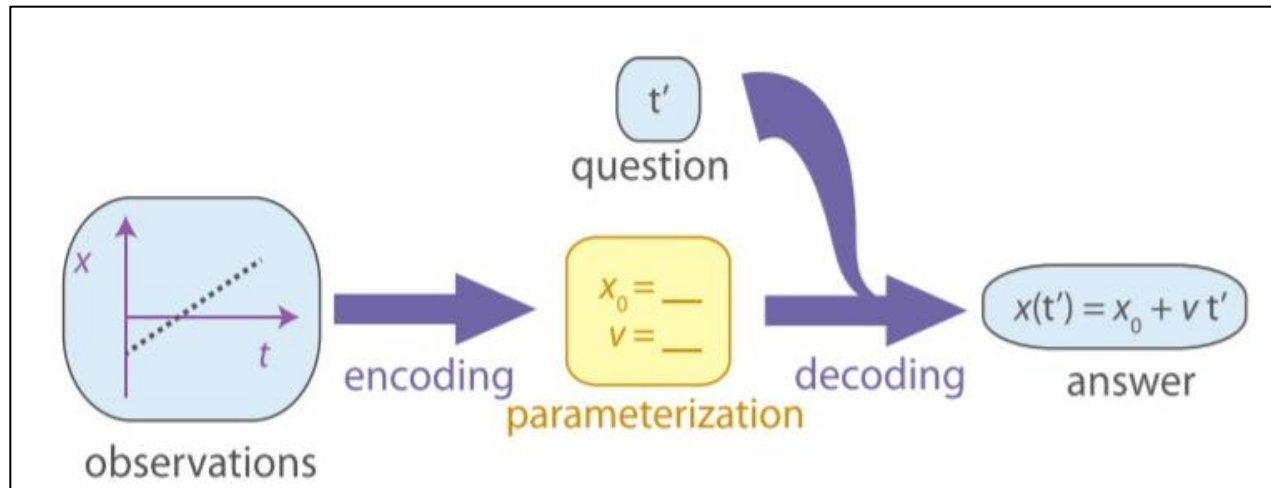 x
t
observations
encoding
t′
question
x₀ = __
v = __
parameterization
decoding
x(t′) = x₀ + v t′
answer